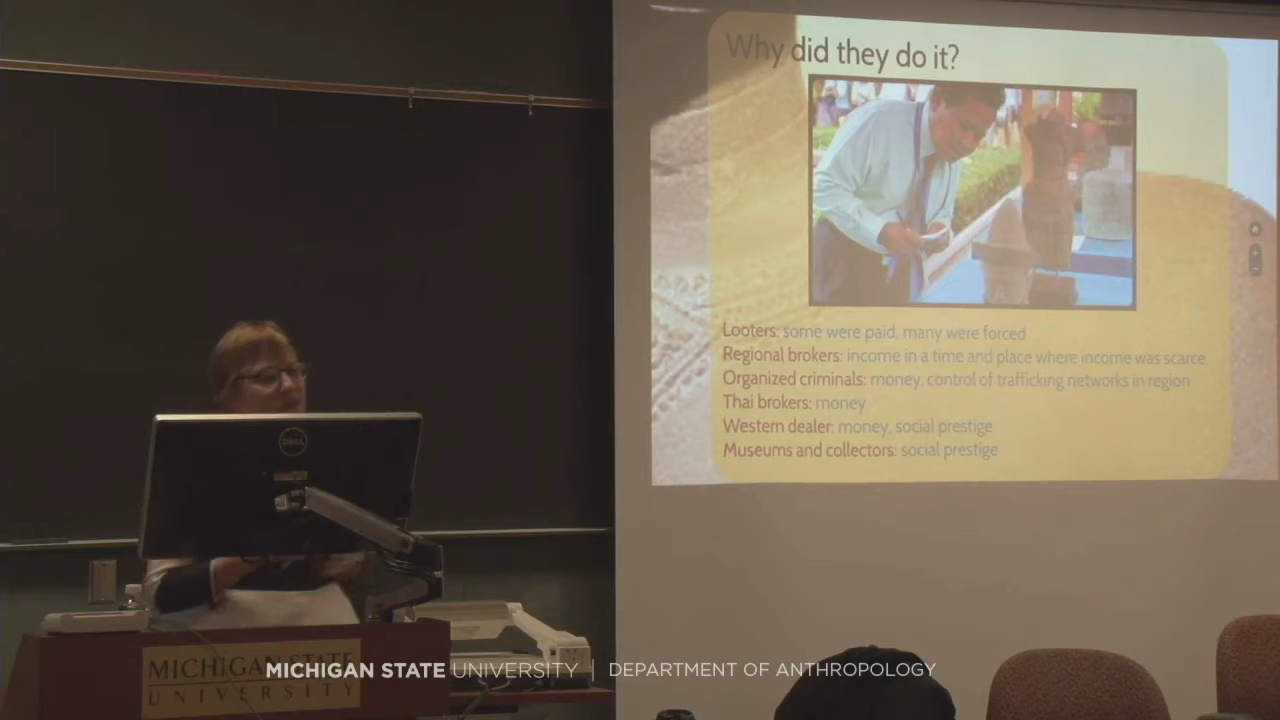 Why did they do it?
Looters: some were paid, many were forced
Regional brokers: income in a time and place where income was scarce
Organized criminals: money, control of trafficking networks in region
Thai brokers: money
Western dealer: money, social prestige
Museums and collectors: social prestige
DELL
MICHIGAN STATE
UNIVERSITY
MICHIGAN STATE UNIVERSITY | DEPARTMENT OF ANTHROPOLOGY